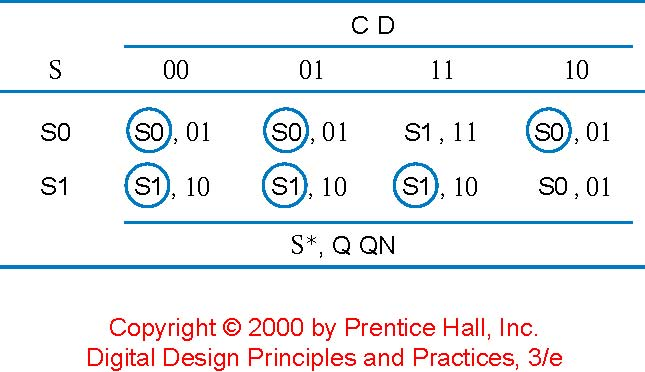 C D
S 00 01 11 10
S0 S0 , 01 S0 , 01 S1 , 11 S0 , 01
S1 S1 , 10 S1 , 10 S1 , 10 S0 , 01
S*, Q QN
Copyright © 2000 by Prentice Hall, Inc.
Digital Design Principles and Practices, 3/e